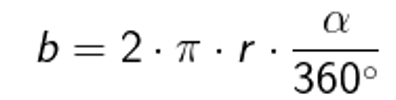 b = 2 · π · r · α/360°